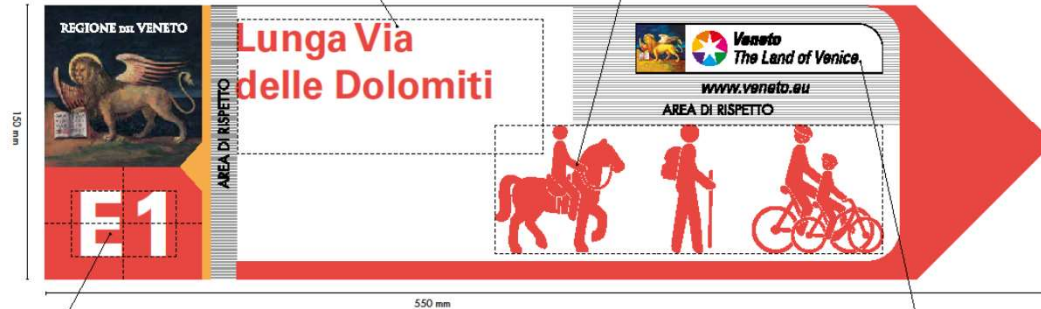 REGIONE DEL VENETO
E1
150 mm
AREA DI RISPETTO
Lunga Via
delle Dolomiti
Veneto
The Land of Venice
www.veneto.eu
AREA DI RISPETTO
550 mm